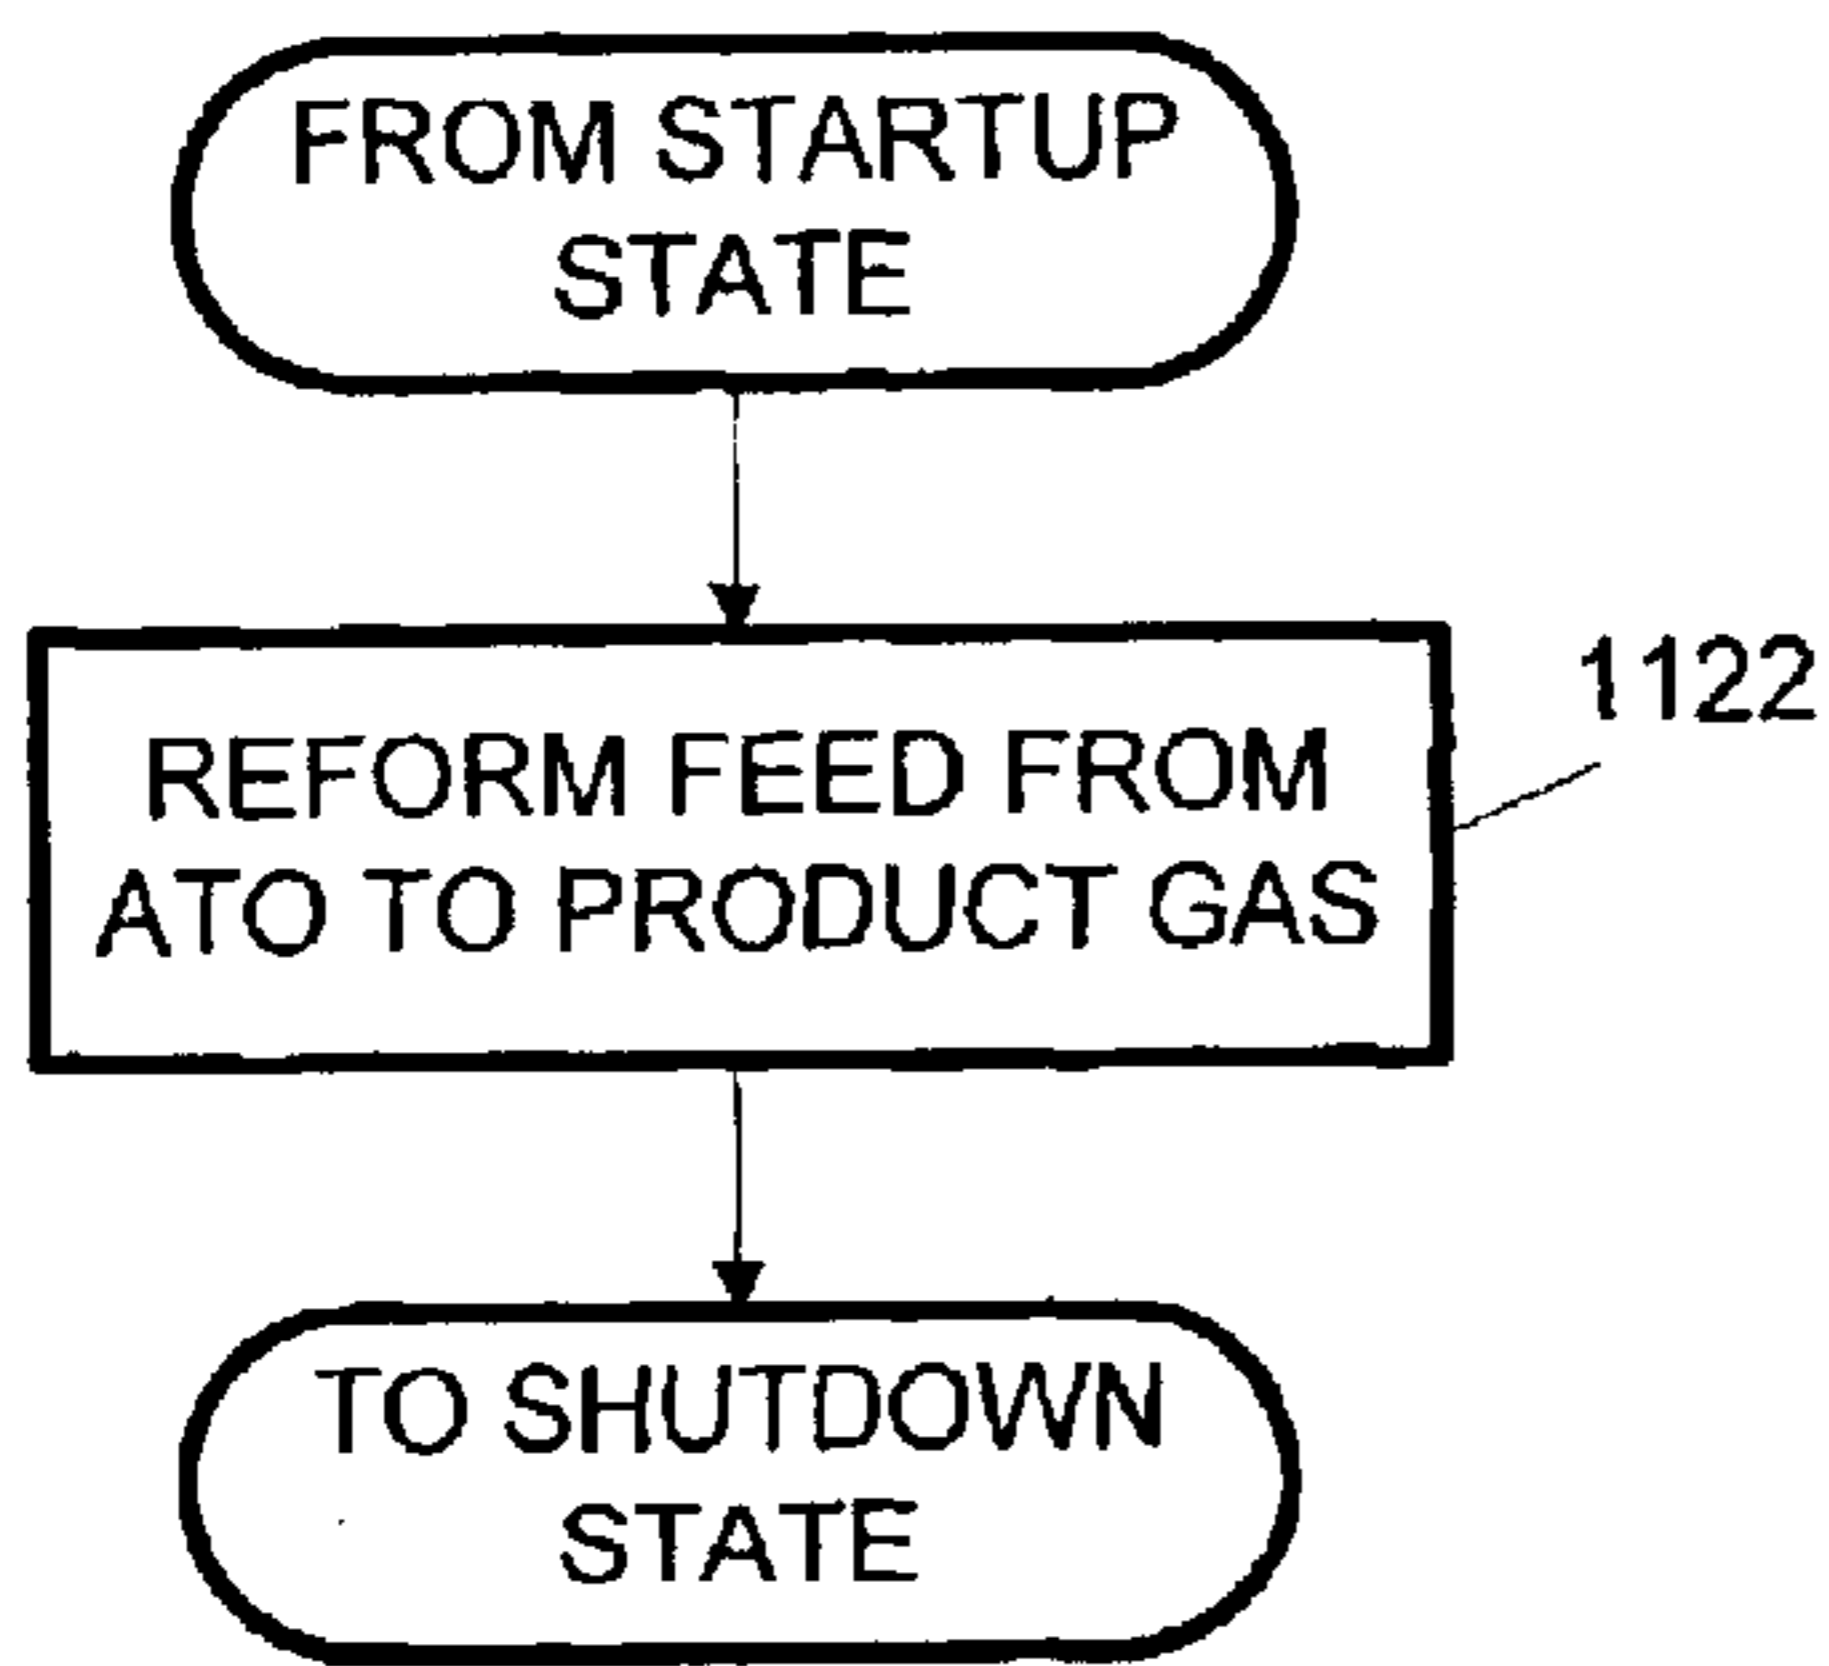 FROM STARTUP
STATE
1122
REFORM FEED FROM
ATO TO PRODUCT GAS
TO SHUTDOWN
STATE